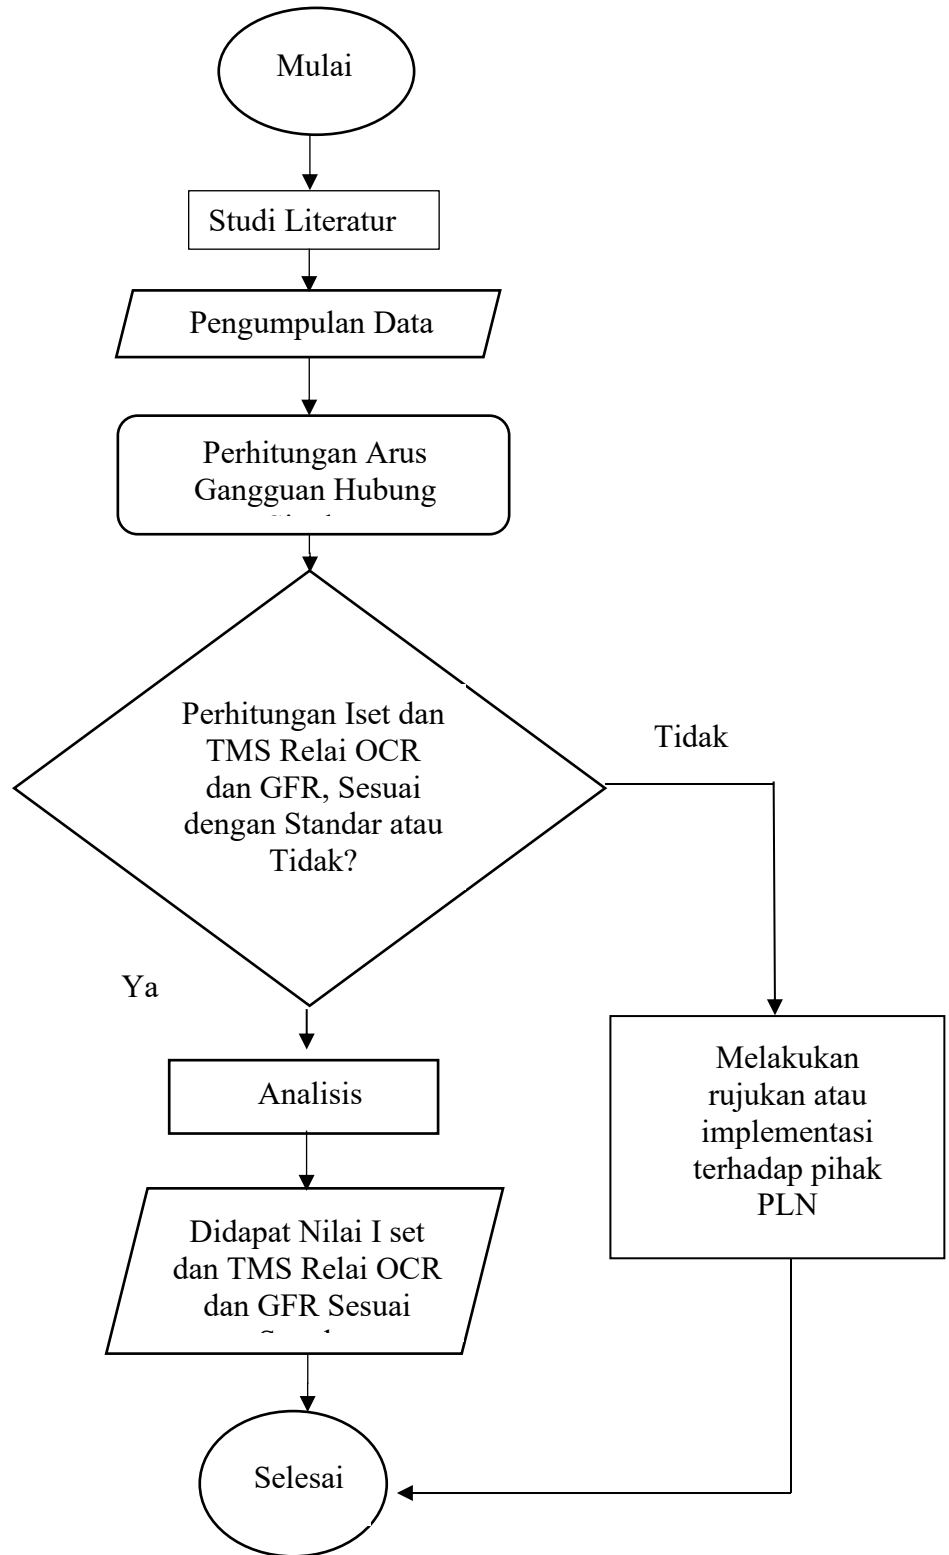 Mulai
Studi Literatur
Pengumpulan Data
Perhitungan Arus
Gangguan Hubung
Perhitungan Iset dan
TMS Relai OCR
dan GFR, Sesuai
dengan Standar atau
Tidak?
Tidak
Ya
Analisis
Melakukan
rujukan atau
implementasi
terhadap pihak
PLN
Didapat Nilai I set
dan TMS Relai OCR
dan GFR Sesuai
Selesai